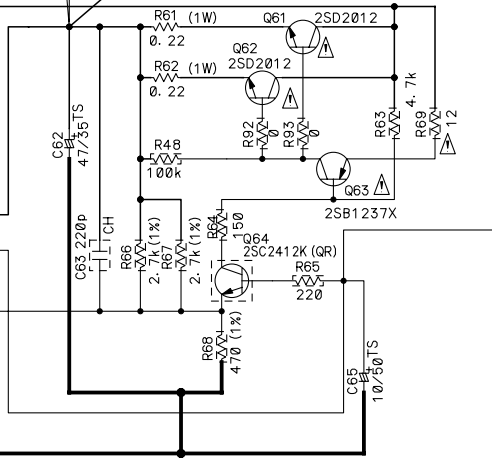 R61 (1W)
0.22
Q61
2SD2012
Q62
2SD2012
R62 (1W)
0.22
R92
0
R93
0
R63
4.7k
R69
12
C62
47/35
TS
R48
100k
Q63
2SB1237X
C63 220p
CH
R66
2.7k(1%)
R67
2.7k(1%)
R64
150
Q64
2SC2412K(QR)
R65
220
R68
470(1%)
C65
10/50
TS